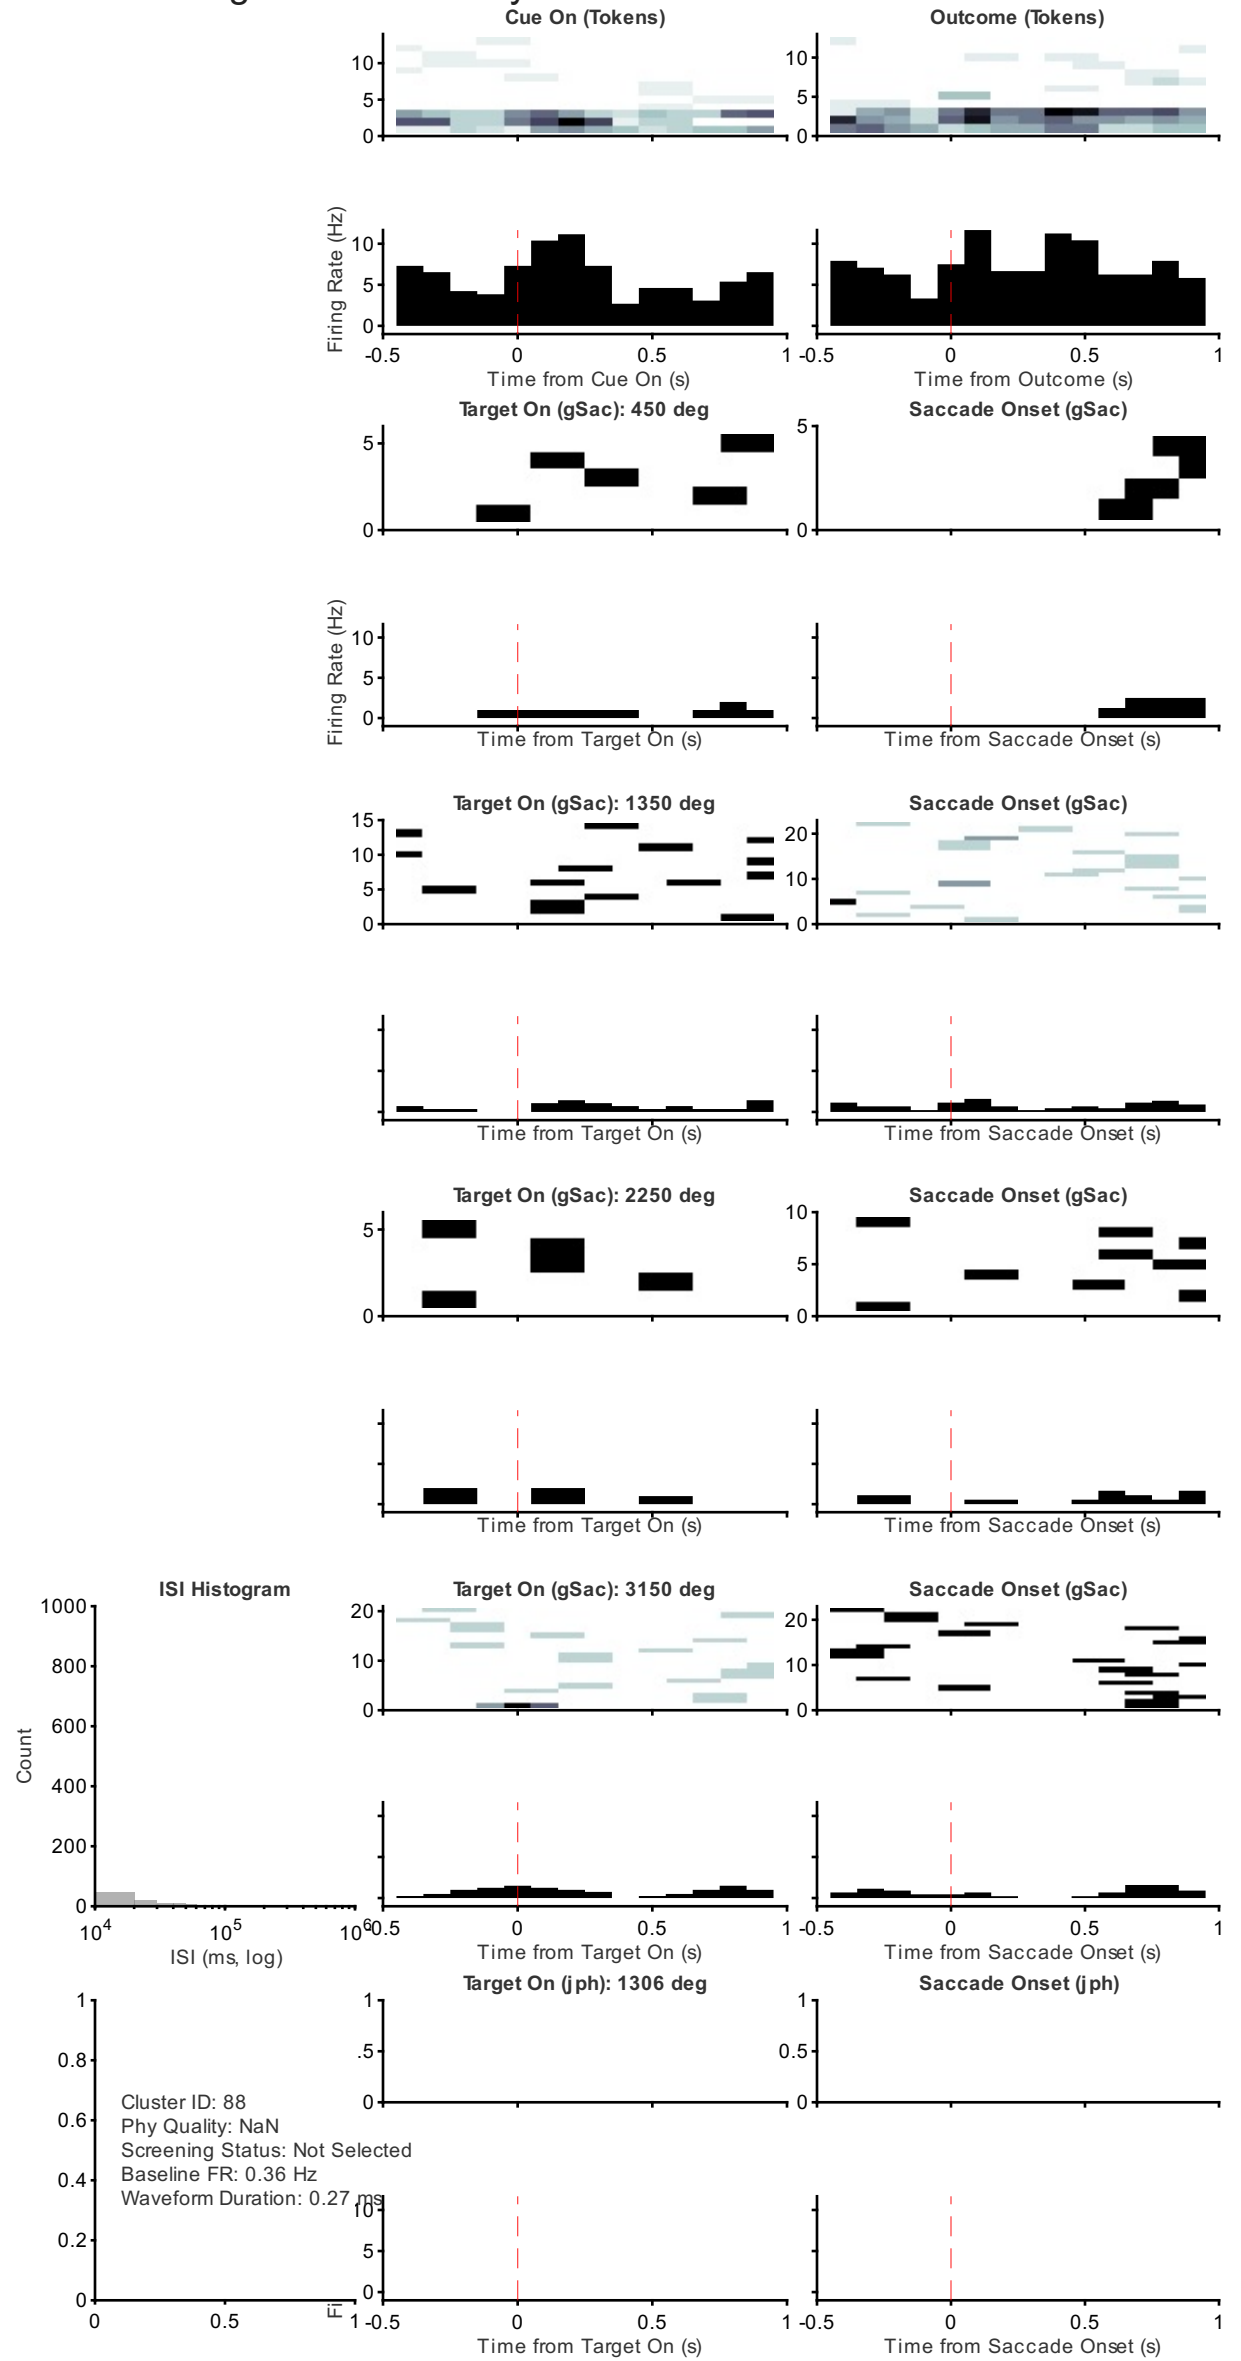 Cue On (Tokens)
Outcome (Tokens)
10
5
0
10
5
0
Firing Rate (Hz)
10
5
0
-0.5 0 0.5 1
-0.5 0 0.5 1
Time from Cue On (s)
Time from Outcome (s)
Target On (gSac): 450 deg
Saccade Onset (gSac)
5
0
5
0
Firing Rate (Hz)
10
5
0
Time from Target On (s)
Time from Saccade Onset (s)
Target On (gSac): 1350 deg
Saccade Onset (gSac)
15
10
5
0
20
10
0
Time from Target On (s)
Time from Saccade Onset (s)
Target On (gSac): 2250 deg
Saccade Onset (gSac)
5
0
10
5
0
Time from Target On (s)
Time from Saccade Onset (s)
ISI Histogram
Count
1000
800
600
400
200
0
10^4 10^5 10^6
ISI (ms, log)
Target On (gSac): 3150 deg
Saccade Onset (gSac)
20
10
0
20
10
0
0.5 0 0.5 1
-0.5 0 0.5 1
Time from Target On (s)
Time from Saccade Onset (s)
Target On (jph): 1306 deg
Saccade Onset (jph)
1
.5
0
1
0.5
0
1
0.8
0.6
0.4
0.2
0
0 0.5 1
Cluster ID: 88
Phy Quality: NaN
Screening Status: Not Selected
Baseline FR: 0.36 Hz
Waveform Duration: 0.27 ms
Fi
10
5
0
-0.5 0 0.5 1
-0.5 0 0.5 1
Time from Target On (s)
Time from Saccade Onset (s)